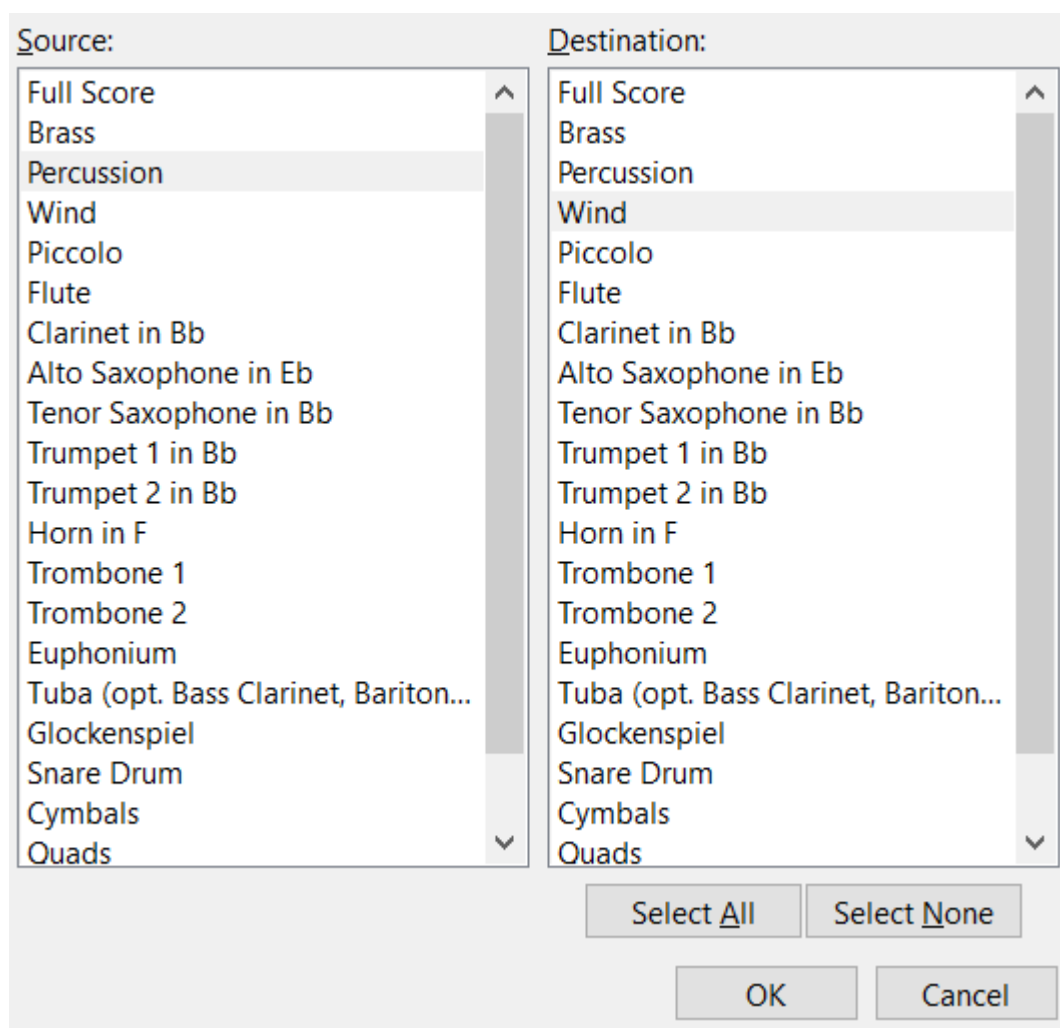 Source:
Full Score
Brass
Percussion
Wind
Piccolo
Flute
Clarinet in Bb
Alto Saxophone in Eb
Tenor Saxophone in Bb
Trumpet 1 in Bb
Trumpet 2 in Bb
Horn in F
Trombone 1
Trombone 2
Euphonium
Tuba (opt. Bass Clarinet, Bariton...
Glockenspiel
Snare Drum
Cymbals
Quads
Destination:
Full Score
Brass
Percussion
Wind
Piccolo
Flute
Clarinet in Bb
Alto Saxophone in Eb
Tenor Saxophone in Bb
Trumpet 1 in Bb
Trumpet 2 in Bb
Horn in F
Trombone 1
Trombone 2
Euphonium
Tuba (opt. Bass Clarinet, Bariton...
Glockenspiel
Snare Drum
Cymbals
Quads
Select All
Select None
OK
Cancel